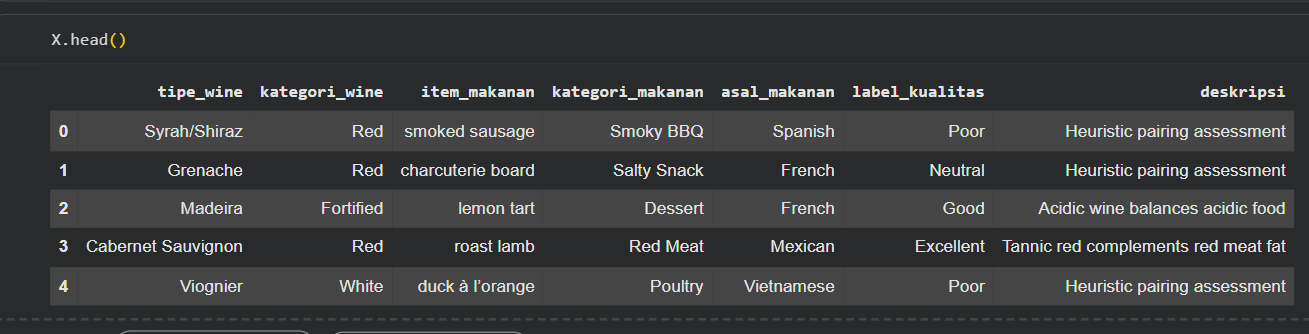 X.head()
tipe_wine kategori_wine item_makanan kategori_makanan asal_makanan label_kualitas deskripsi
0 Syrah/Shiraz Red smoked sausage Smoky BBQ Spanish Poor Heuristic pairing assessment
1 Grenache Red charcuterie board Salty Snack French Neutral Heuristic pairing assessment
2 Madeira Fortified lemon tart Dessert French Good Acidic wine balances acidic food
3 Cabernet Sauvignon Red roast lamb Red Meat Mexican Excellent Tannic red complements red meat fat
4 Viognier White duck à l’orange Poultry Vietnamese Poor Heuristic pairing assessment